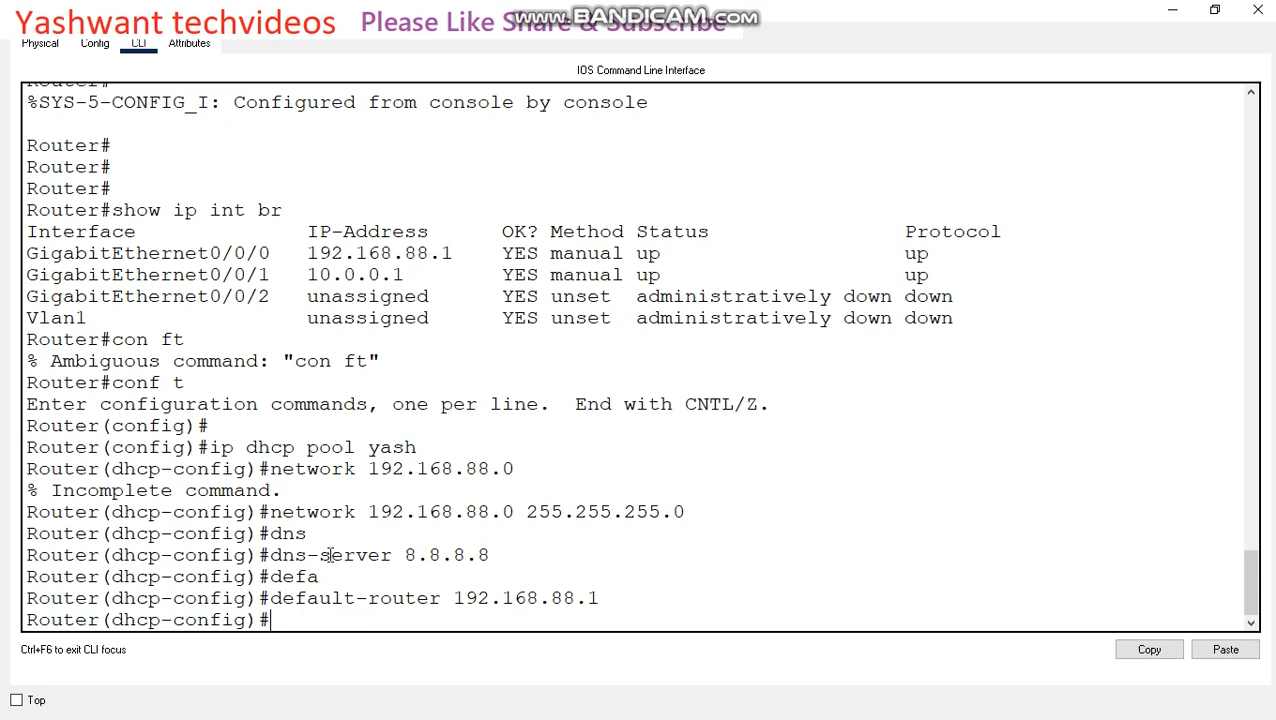 www.BANDICAM.com
Yashwant techvideos Please Like Share & Subscribe
Physical Config CLI Attributes
IOS Command Line Interface
Router#
%SYS-5-CONFIG_I: Configured from console by console
Router#
Router#
Router#
Router#show ip int br
Interface IP-Address OK? Method Status Protocol
GigabitEthernet0/0/0 192.168.88.1 YES manual up up
GigabitEthernet0/0/1 10.0.0.1 YES manual up up
GigabitEthernet0/0/2 unassigned YES unset administratively down down
Vlan1 unassigned YES unset administratively down down
Router#con ft
% Ambiguous command: "con ft"
Router#conf t
Enter configuration commands, one per line. End with CNTL/Z.
Router(config)#
Router(config)#ip dhcp pool yash
Router(dhcp-config)#network 192.168.88.0
% Incomplete command.
Router(dhcp-config)#network 192.168.88.0 255.255.255.0
Router(dhcp-config)#dns
Router(dhcp-config)#dns-server 8.8.8.8
Router(dhcp-config)#defa
Router(dhcp-config)#default-router 192.168.88.1
Router(dhcp-config)#
Ctrl+F6 to exit CLI focus
Copy Paste
Top